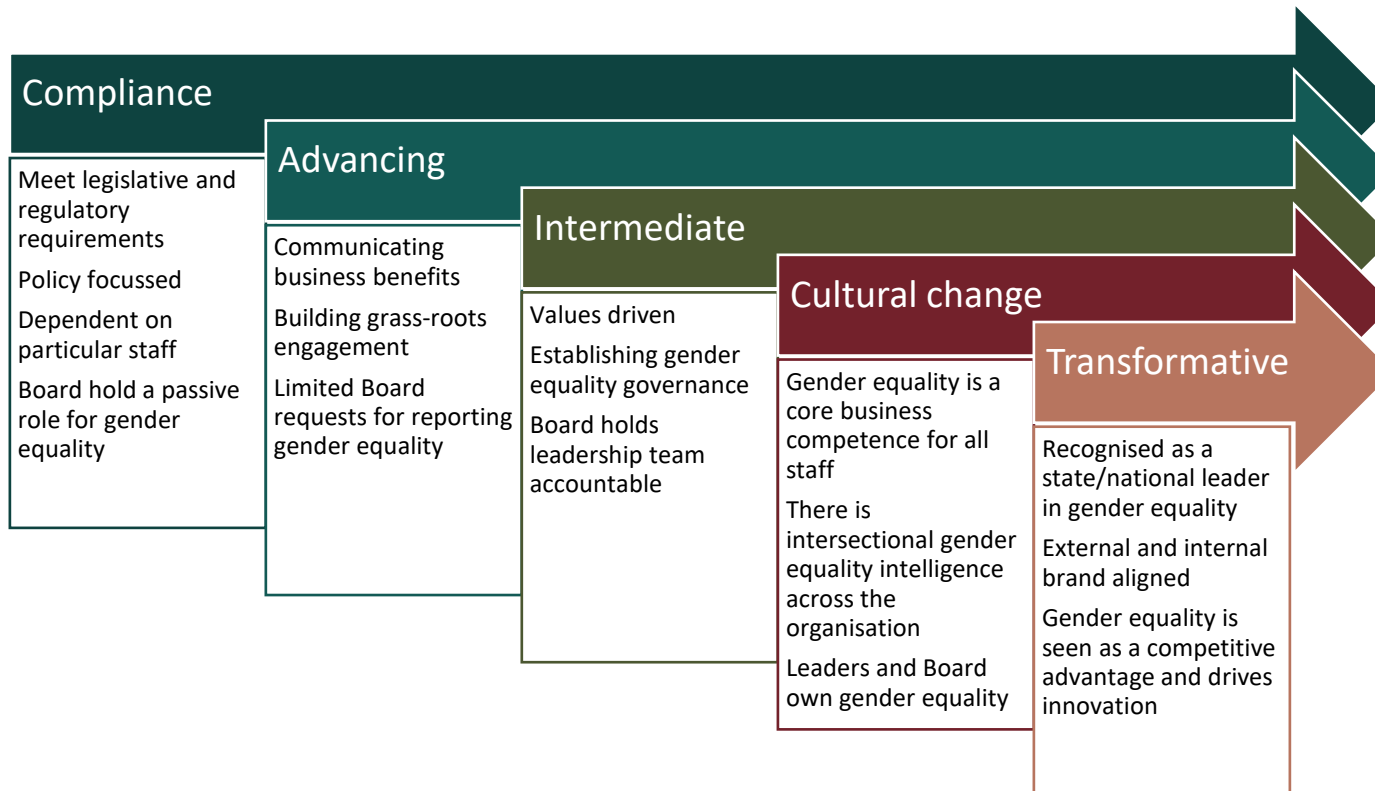 Compliance
Meet legislative and
regulatory
requirements
Policy focussed
Dependent on
particular staff
Board hold a passive
role for gender
equality
Advancing
Communicating
business benefits
Building grass-roots
engagement
Limited Board
requests for reporting
gender equality
Intermediate
Values driven
Establishing gender
equality governance
Board holds
leadership team
accountable
Cultural change
Gender equality is a
core business
competence for all
staff
There is
intersectional gender
equality intelligence
across the
organisation
Leaders and Board
own gender equality
Transformative
Recognised as a
state/national leader
in gender equality
External and internal
brand aligned
Gender equality is
seen as a competitive
advantage and drives
innovation